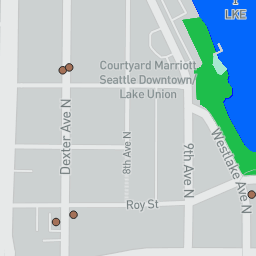 LKE
Courtyard Marriott
Seattle Downtown/
Lake Union
Dexter Ave N
8th Ave N
9th Ave N
Westlake Ave N
Roy St